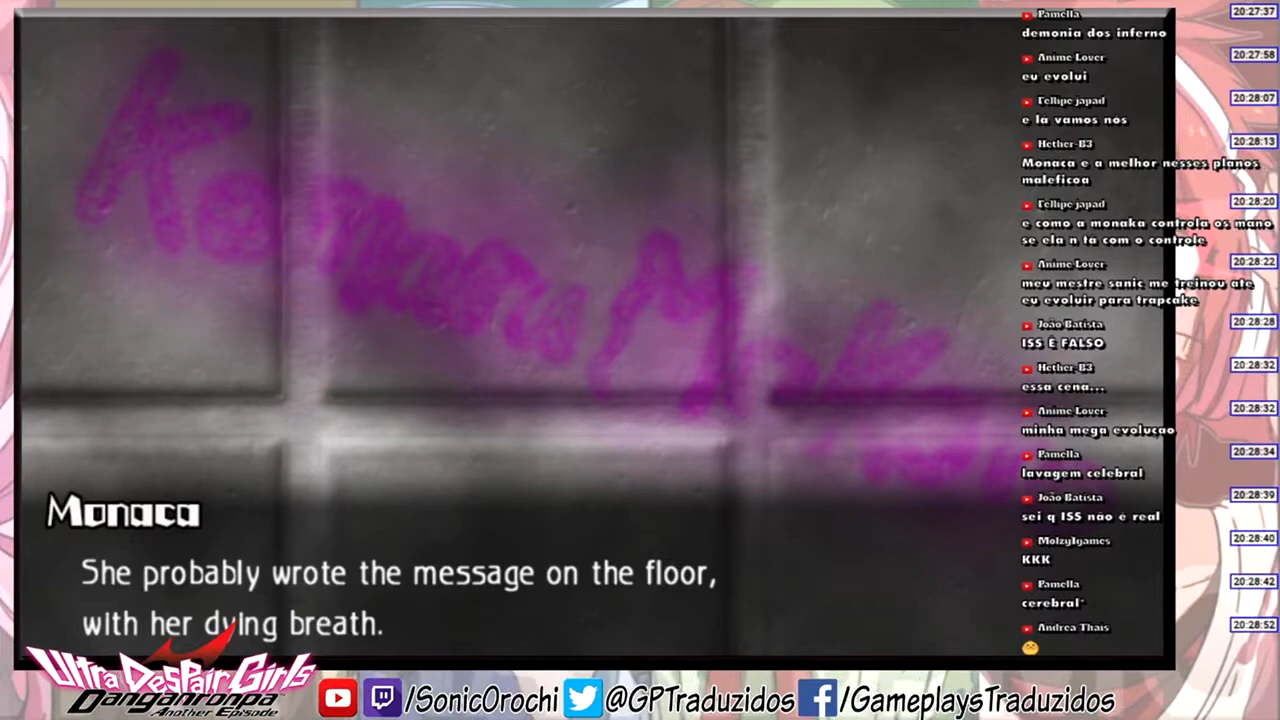 Komaru Makoto
Monaca
She probably wrote the message on the floor,
with her dying breath.
Ultra Despair Girls
Danganronpa
Another Episode
/SonicOrochi @GPTraduzidos /GameplaysTraduzidos
Pamella 20:27:37
demonia dos inferno
Anime Lover 20:27:58
eu evolui
Fellipe japad 20:28:07
e la vamos nos
Hether-B3 20:28:13
Monaca e a melhor nesses planos
maleficoa
Fellipe japad 20:28:20
e como a monaka controla os mano
se ela n ta com o controle
Anime Lover 20:28:22
meu mestre sanic me treinou ate
eu evoluir para trapcake
João Batista 20:28:28
ISS É FALSO
Hether-B3 20:28:32
essa cena...
Anime Lover 20:28:32
minha mega evoluçao
Pamella 20:28:34
lavagem celebral
João Batista 20:28:39
sei q ISS não é real
MolzyIgames 20:28:40
KKK
Pamella 20:28:42
cerebral*
Andrea Thais 20:28:52